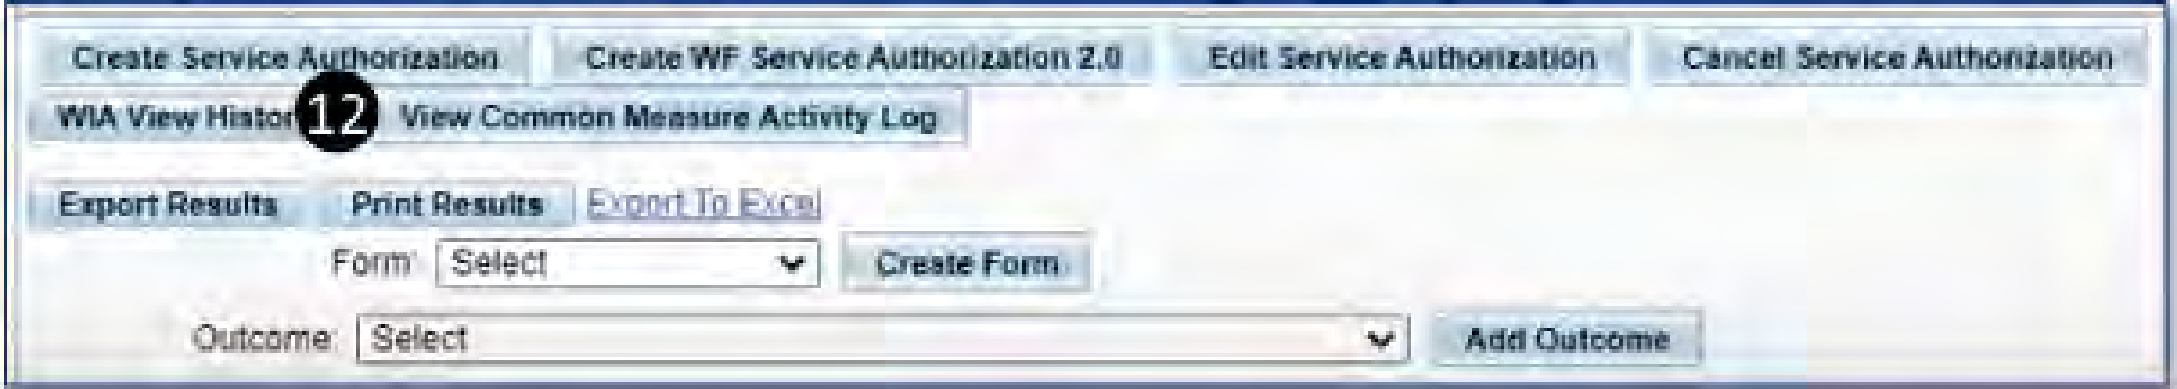 Create Service Authorization Create WF Service Authorization 2.0 Edit Service Authorization Cancel Service Authorization
WIA View Histor 12 View Common Measure Activity Log
Export Results Print Results Export To Excel
Form: Select Create Form
Outcome: Select Add Outcome